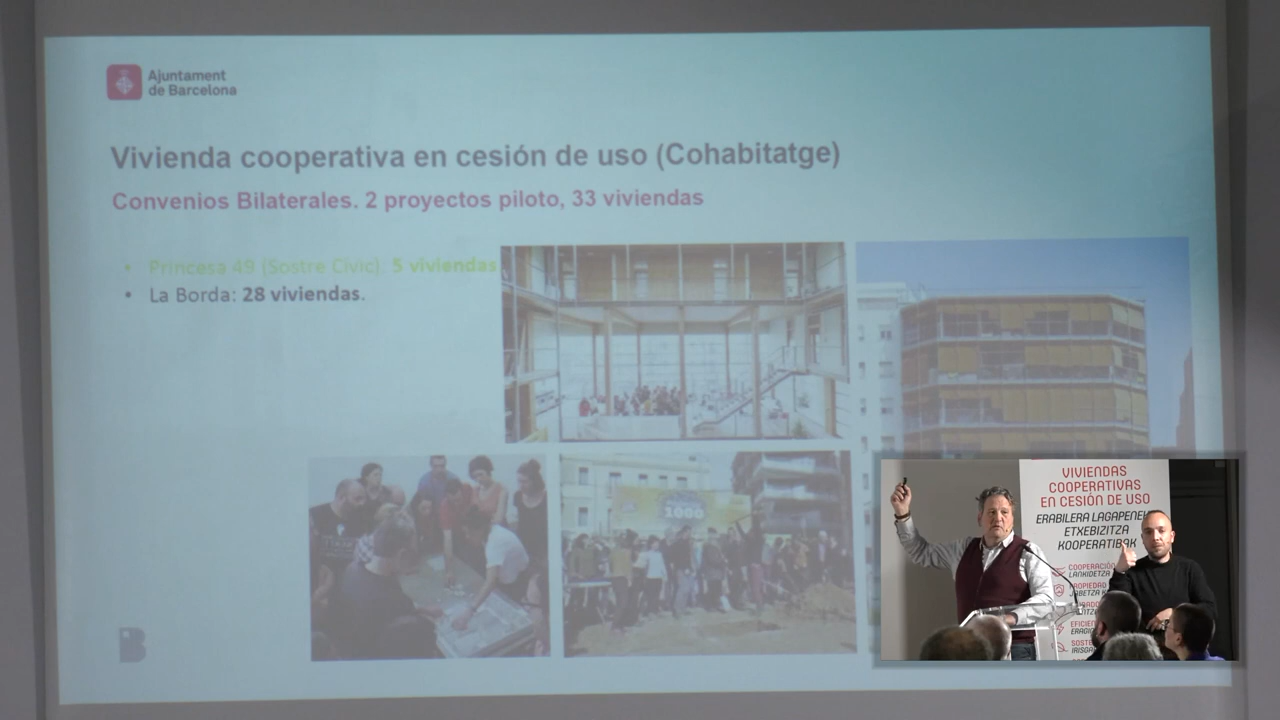 Ajuntament
de Barcelona
Vivienda cooperativa en cesión de uso (Cohabitatge)
Convenios Bilaterales. 2 proyectos piloto, 33 viviendas
• Princesa 49 (Sostre Cívic). 5 viviendas
• La Borda: 28 viviendas.
1000
B
VIVIENDAS
COOPERATIVAS
EN CESIÓN DE USO
ERABILERA LAGAPENEK
ETXEBIZITZA
KOOPERATIBAK
COOPERACIÓN
LANKIDETZA